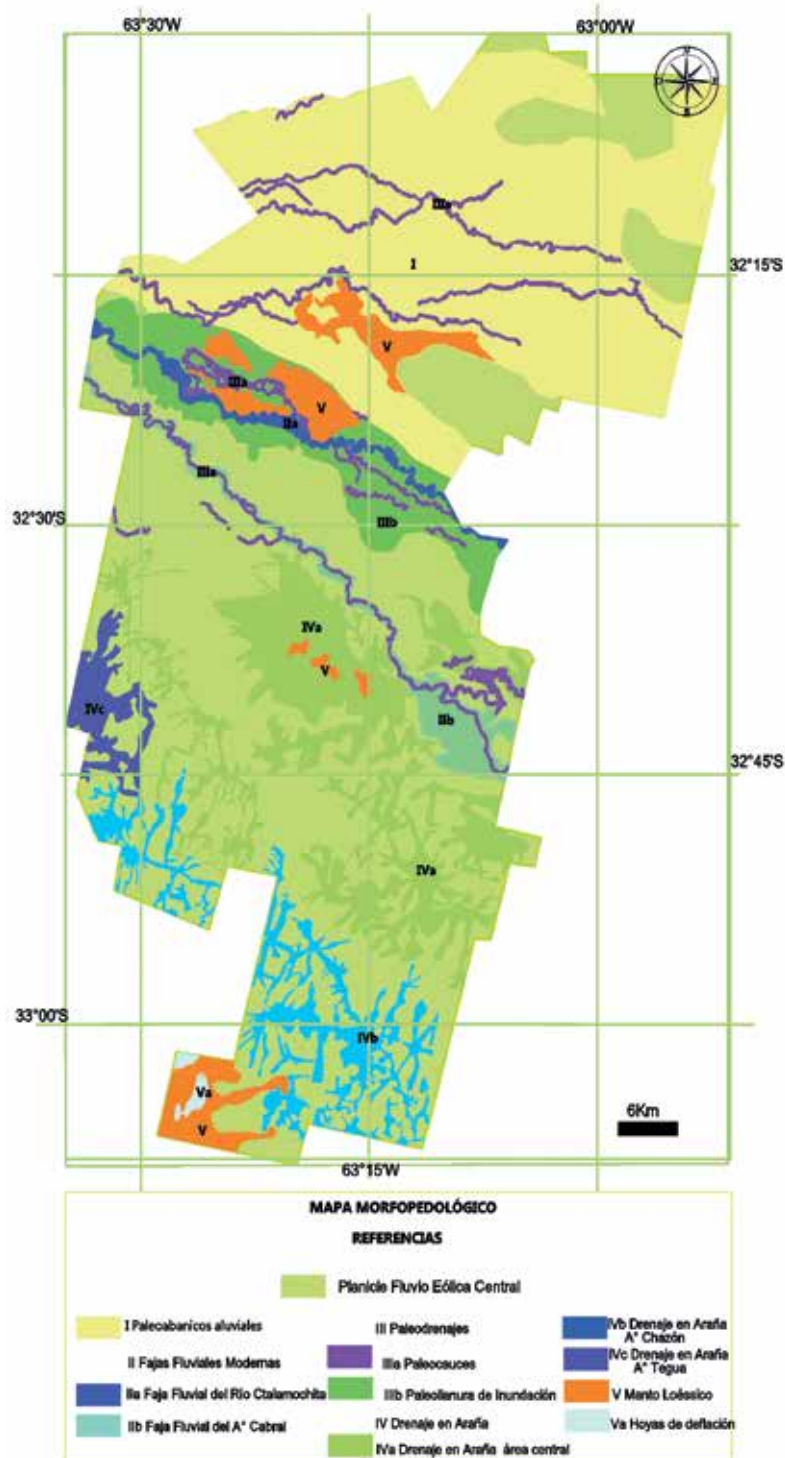 63°30'W
63°00'W
IIIa
32°15'S
I
V
IIIa
V
IIa
IIIa
32°30'S
IIIb
IVa
V
IVc
IIb
32°45'S
IVa
33°00'S
IVb
Va
V
6Km
63°15'W
MAPA MORFOPEDOLÓGICO
REFERENCIAS
Planicie Fluvio Eólica Central
I Paleoabanicos aluviales
II Fajas Fluviales Modernas
IIa Faja Fluvial del Río Ctalamochita
IIb Faja Fluvial del A° Cabral
III Paleodrenajes
IIIa Paleocauces
IIIb Paleollanura de Inundación
IV Drenaje en Araña
IVa Drenaje en Araña área central
IVb Drenaje en Araña
A° Chazón
IVc Drenaje en Araña
A° Tegua
V Manto Loéssico
Va Hoyas de deflación